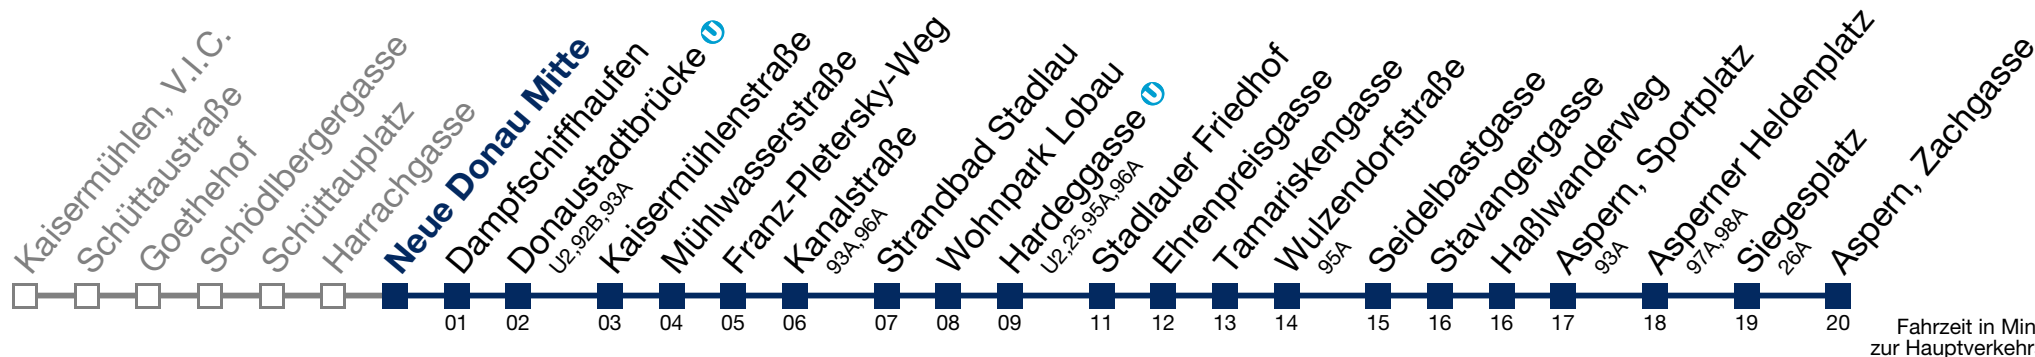 Kaisermühlen, V.I.C.
Schüttaustraße
Goethehof
Schödlbergergasse
Schüttauplatz
Harrachgasse
Neue Donau Mitte
Dampfschiffhaufen
Donaustadtbrücke U
U2,92B,93A
Kaisermühlenstraße
Mühlwasserstraße
Franz-Pletersky-Weg
Kanalstraße
93A,96A
Strandbad Stadlau
Wohnpark Lobau
Hardeggasse U
U2,25,95A,96A
Stadlauer Friedhof
Ehrenpreisgasse
Tamariskengasse
Wulzendorfstraße
95A
Seidelbastgasse
Stavangergasse
Haßlwanderweg
Aspern, Sportplatz
93A
Asperner Heldenplatz
97A,98A
Siegesplatz
26A
Aspern, Zachgasse
01 02 03 04 05 06 07 08 09 11 12 13 14 15 16 16 17 18 19 20
Fahrzeit in Min
zur Hauptverkehr